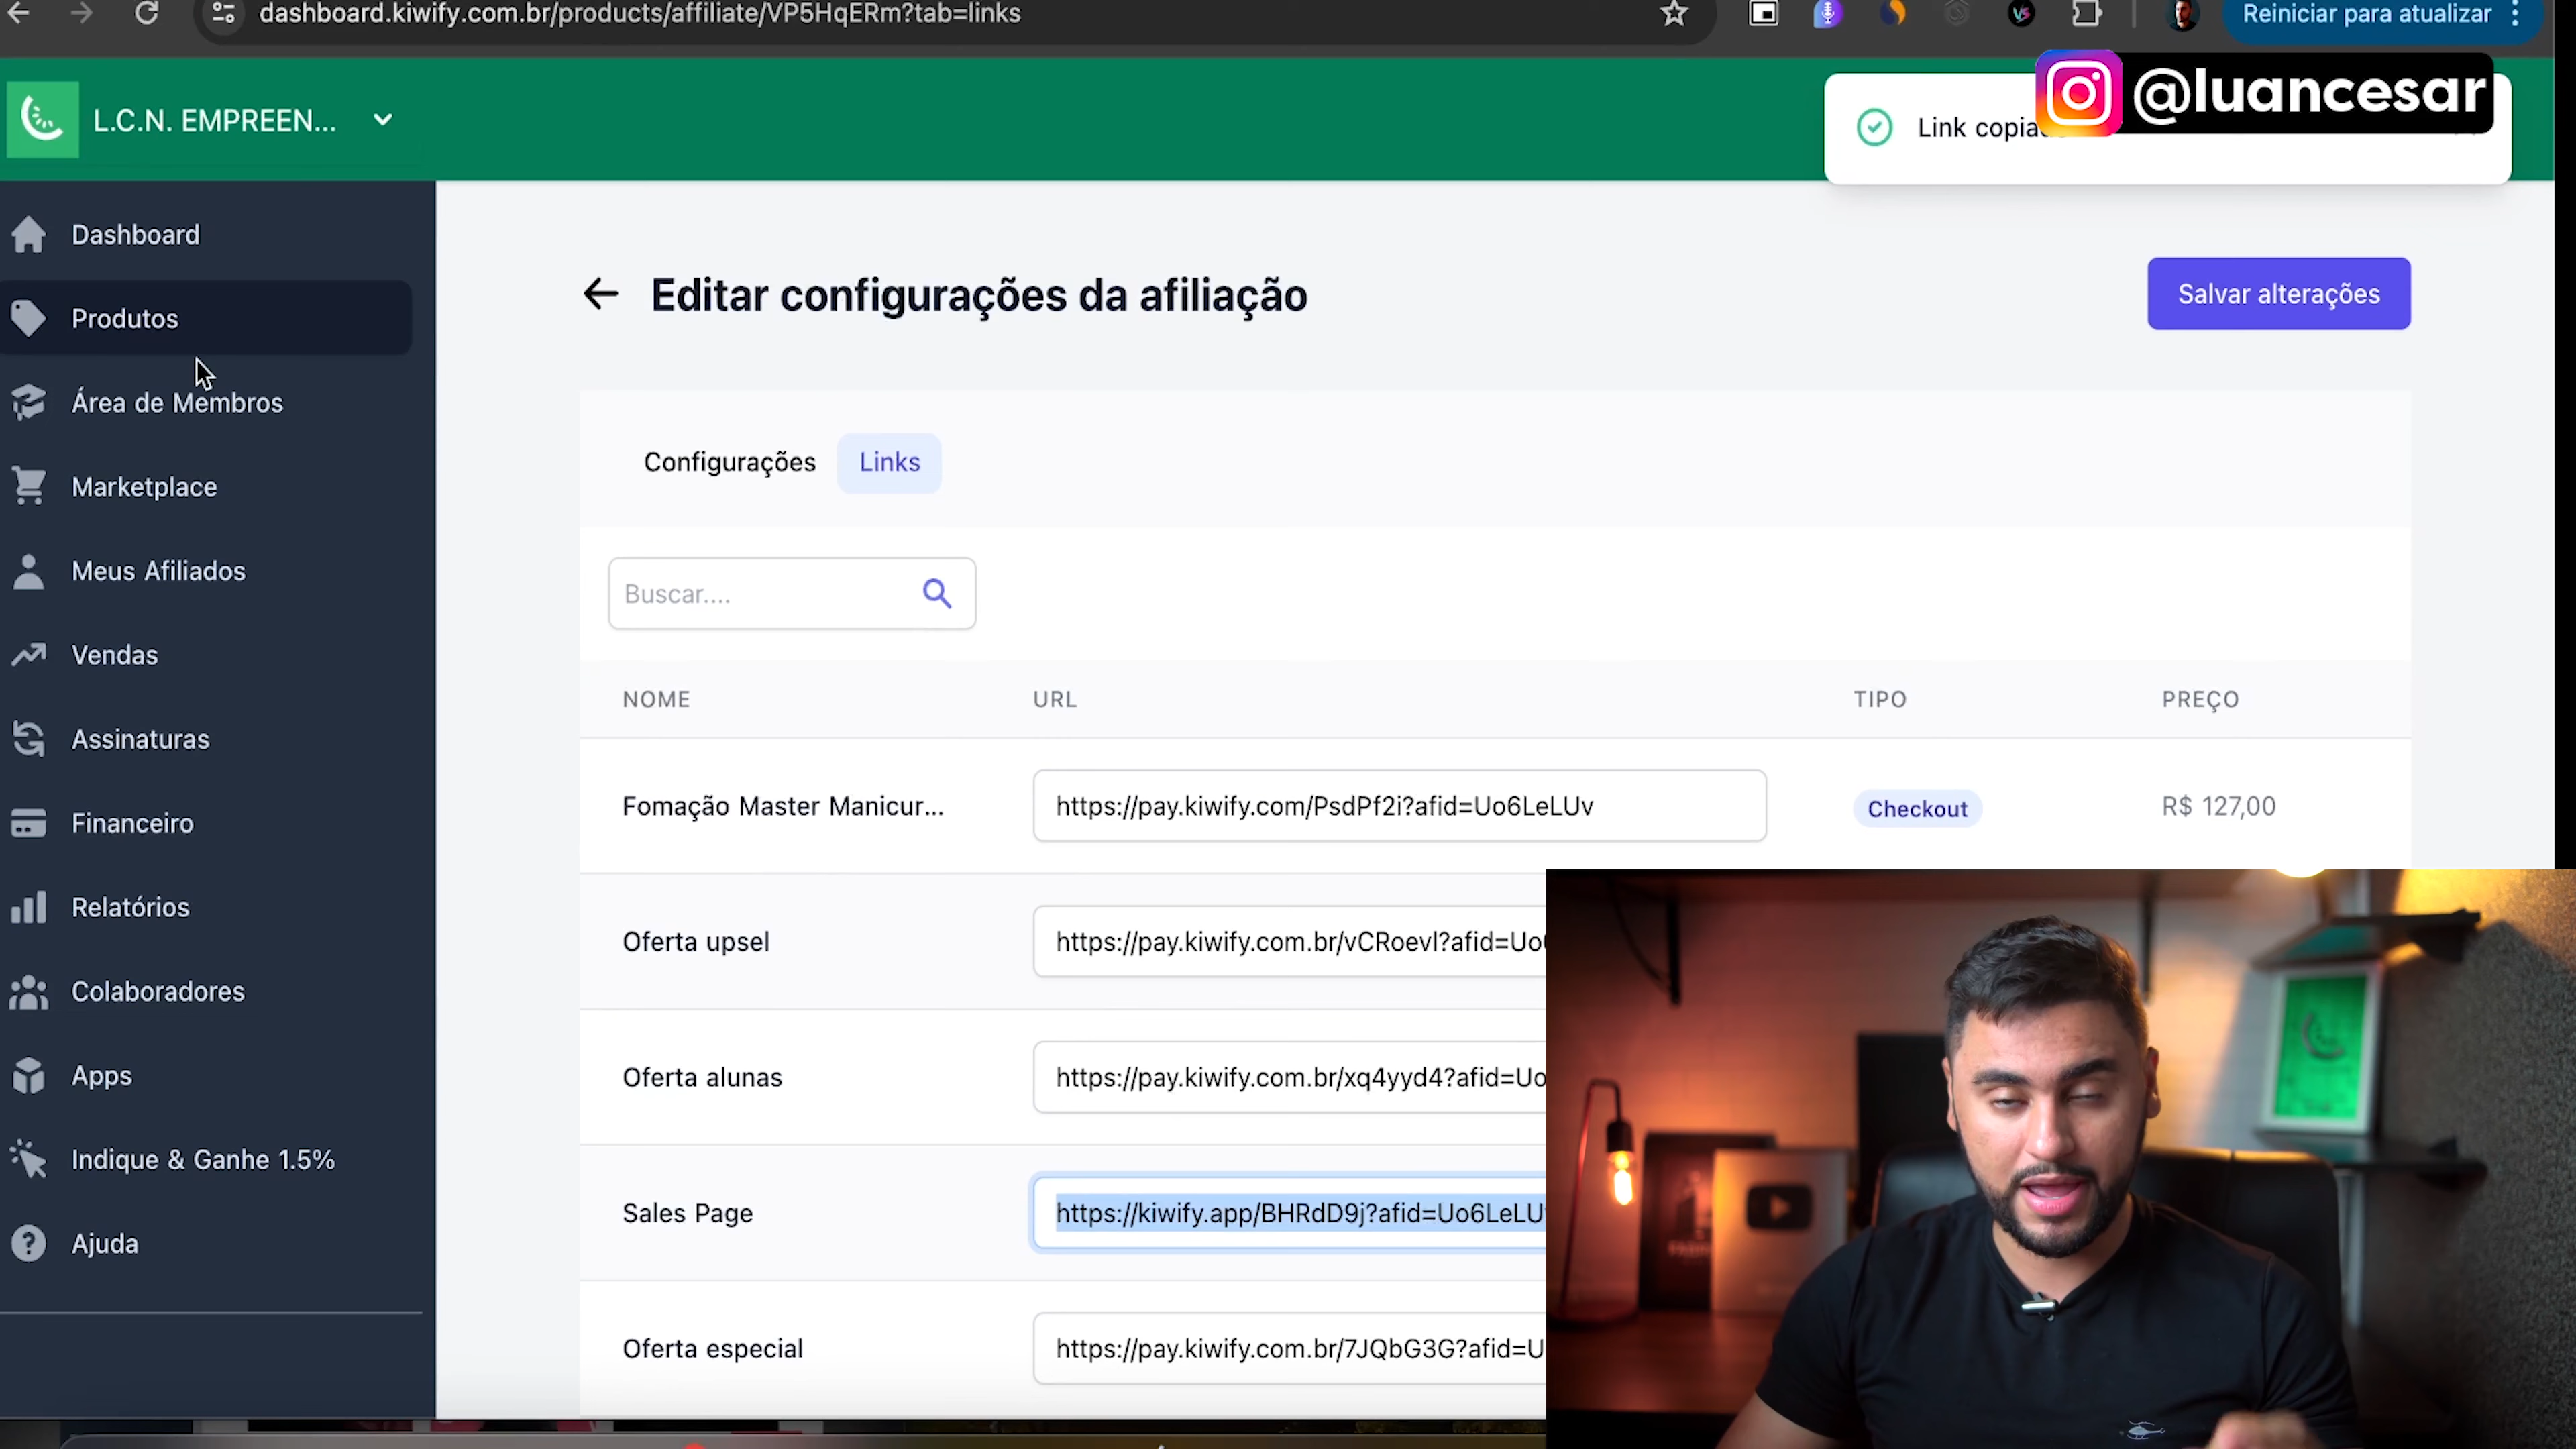 dashboard.kiwify.com.br/products/affiliate/VP5HqERm?tab=links
Reiniciar para atualizar
L.C.N. EMPREEN...
Link copia
@luancesar
Dashboard
Produtos
Área de Membros
Marketplace
Meus Afiliados
Vendas
Assinaturas
Financeiro
Relatórios
Colaboradores
Apps
Indique & Ganhe 1.5%
Ajuda
Editar configurações da afiliação
Salvar alterações
Configurações Links
Buscar....
NOME URL TIPO PREÇO
Fomação Master Manicur... https://pay.kiwify.com/PsdPf2i?afid=Uo6LeLUv Checkout R$ 127,00
Oferta upsel https://pay.kiwify.com.br/vCRoevI?afid=Uo
Oferta alunas https://pay.kiwify.com.br/xq4yyd4?afid=Uo
Sales Page https://kiwify.app/BHRdD9j?afid=Uo6LeLU
Oferta especial https://pay.kiwify.com.br/7JQbG3G?afid=U